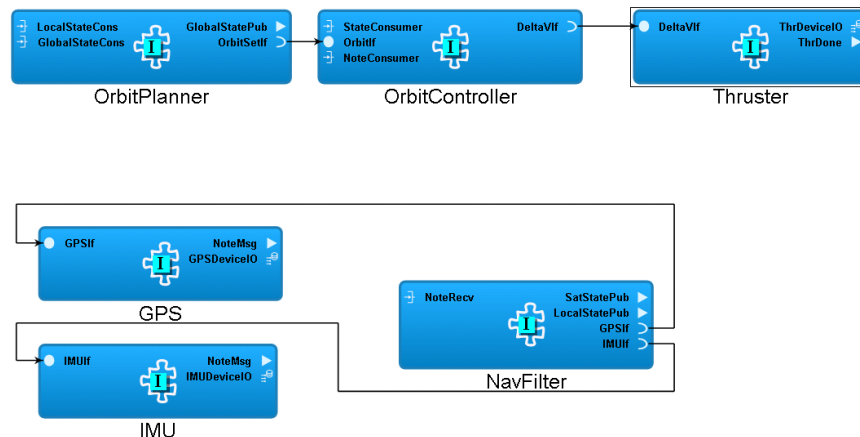 LocalStateCons
GlobalStateCons
GlobalStatePub
OrbitSetIf
I
OrbitPlanner
StateConsumer
OrbitIf
NoteConsumer
DeltaVIf
I
OrbitController
DeltaVIf
ThrDeviceIO
ThrDone
I
Thruster
GPSIf
NoteMsg
GPSDeviceIO
I
GPS
NoteRecv
SatStatePub
LocalStatePub
GPSIf
IMUIf
I
NavFilter
IMUIf
NoteMsg
IMUDeviceIO
I
IMU